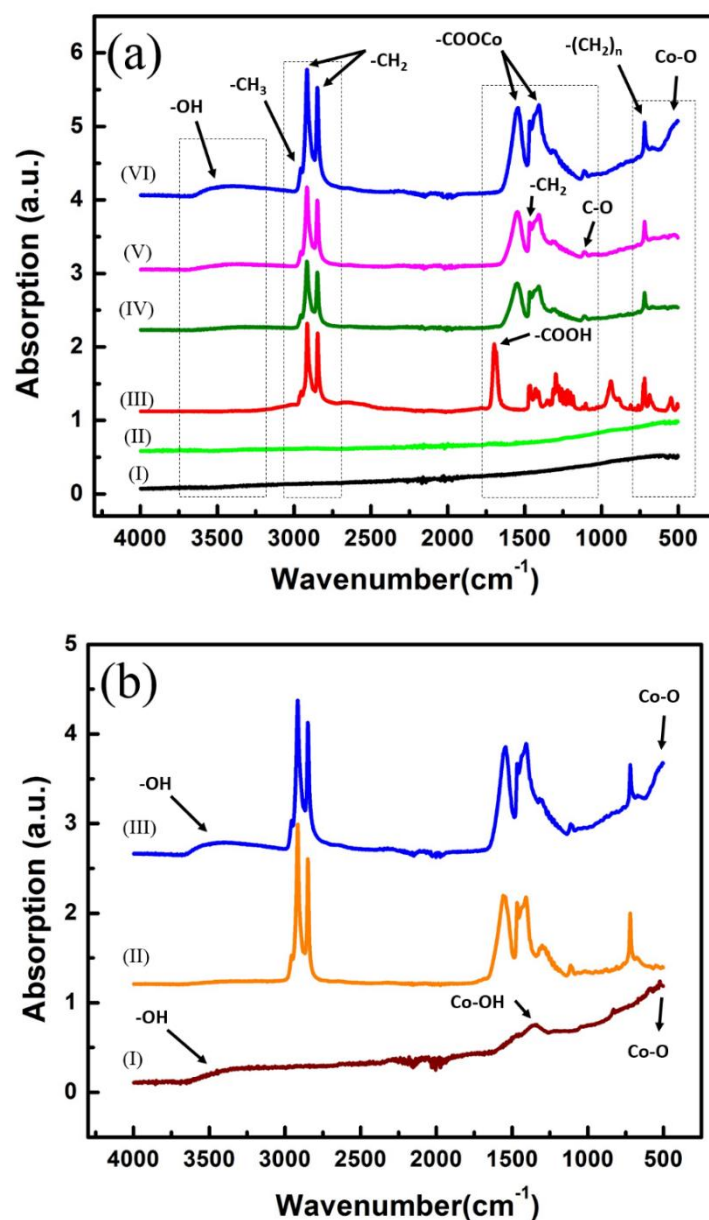 (a)
-OH
-CH3
-CH2
-COOCo
-(CH2)n
Co-O
(VI)
(V)
(IV)
(III)
(II)
(I)
-CH2
C-O
-COOH
6
5
4
3
2
1
0
Absorption (a.u.)
4000 3500 3000 2500 2000 1500 1000 500
Wavenumber(cm-1)
(b)
5
4
3
2
1
0
Absorption (a.u.)
Co-O
-OH
(III)
(II)
Co-OH
-OH
(I)
Co-O
4000 3500 3000 2500 2000 1500 1000 500
Wavenumber(cm-1)